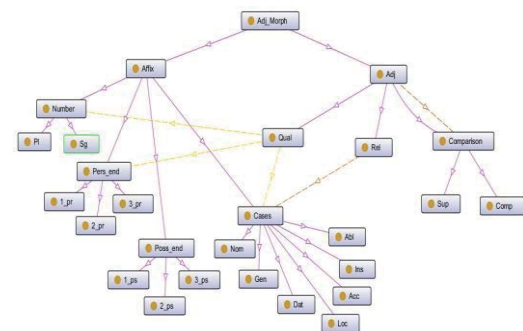 Adj_Morph
Affix
Adj
Number
Pl
Sg
Qual
Rel
Comparison
Pers_end
1_pr
2_pr
3_pr
Sup
Comp
Cases
Poss_end
1_ps
2_ps
3_ps
Nom
Gen
Dat
Loc
Acc
Ins
Abl